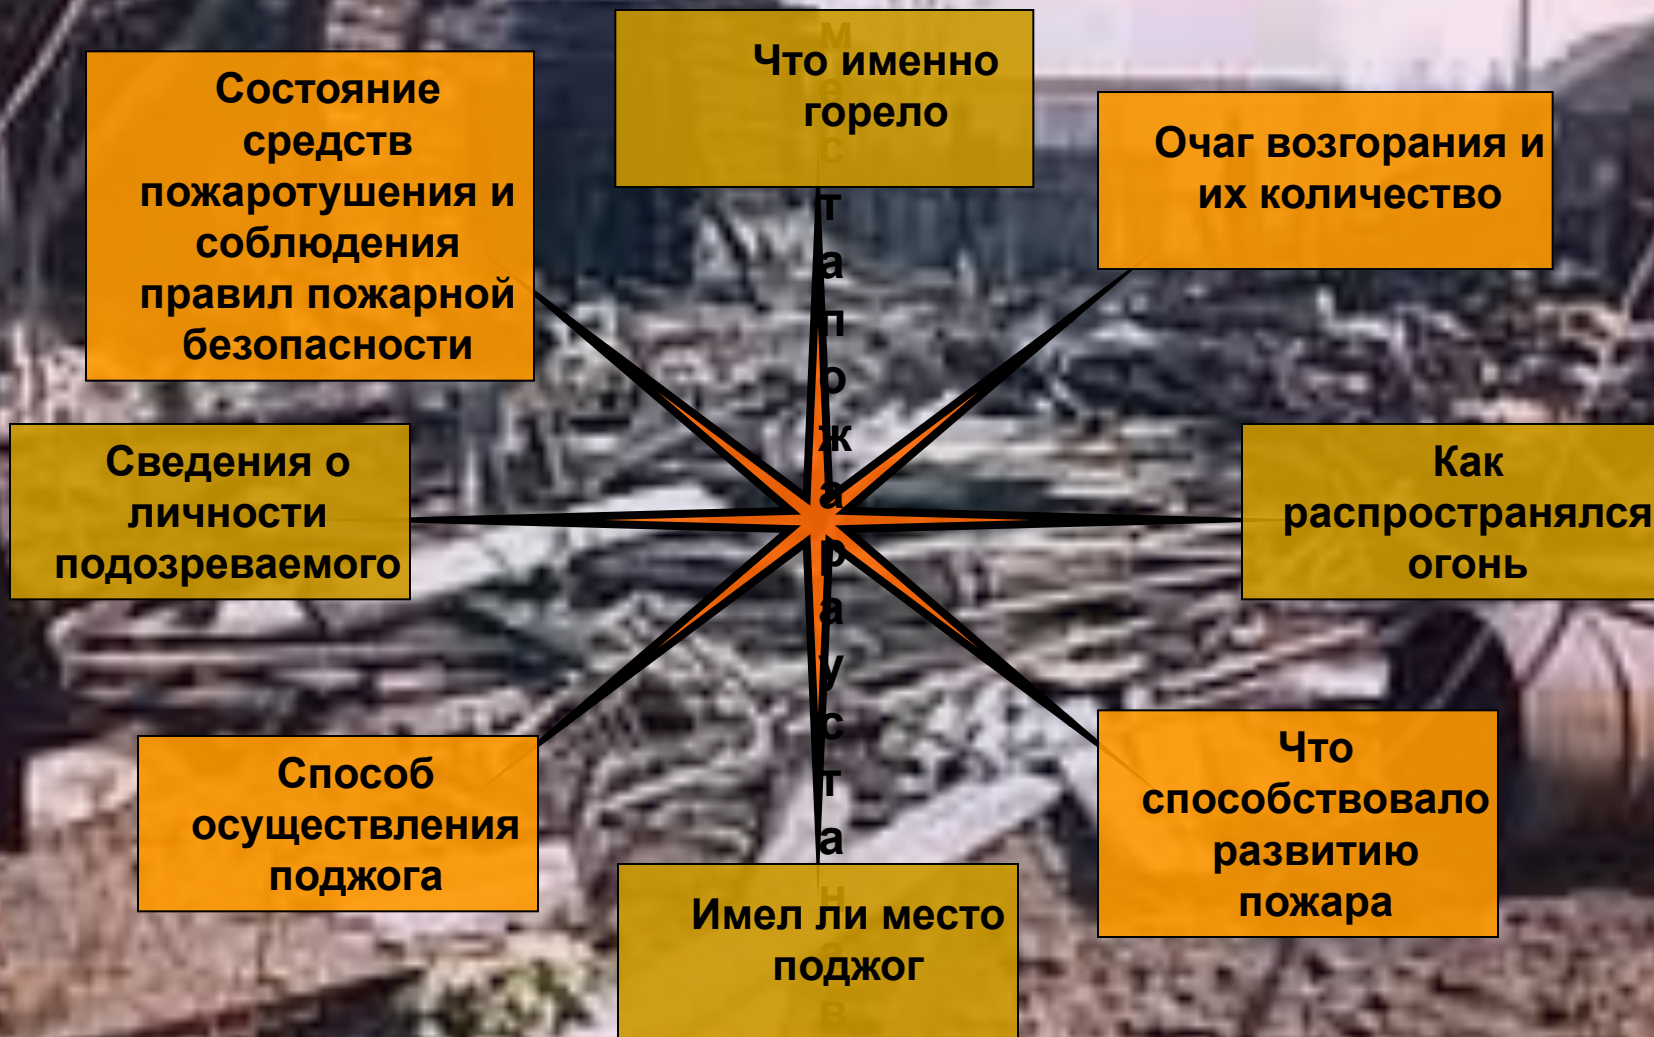 Что именно
горело
Состояние
средств
пожаротушения и
соблюдения
правил пожарной
безопасности
Очаг возгорания и
их количество
Сведения о
личности
подозреваемого
Как
распространялся
огонь
Способ
осуществления
поджога
Что
способствовало
развитию
пожара
Имел ли место
поджог
м
е
с
т
а
п
о
ж
а
р
а
у
с
т
а
н
а
в